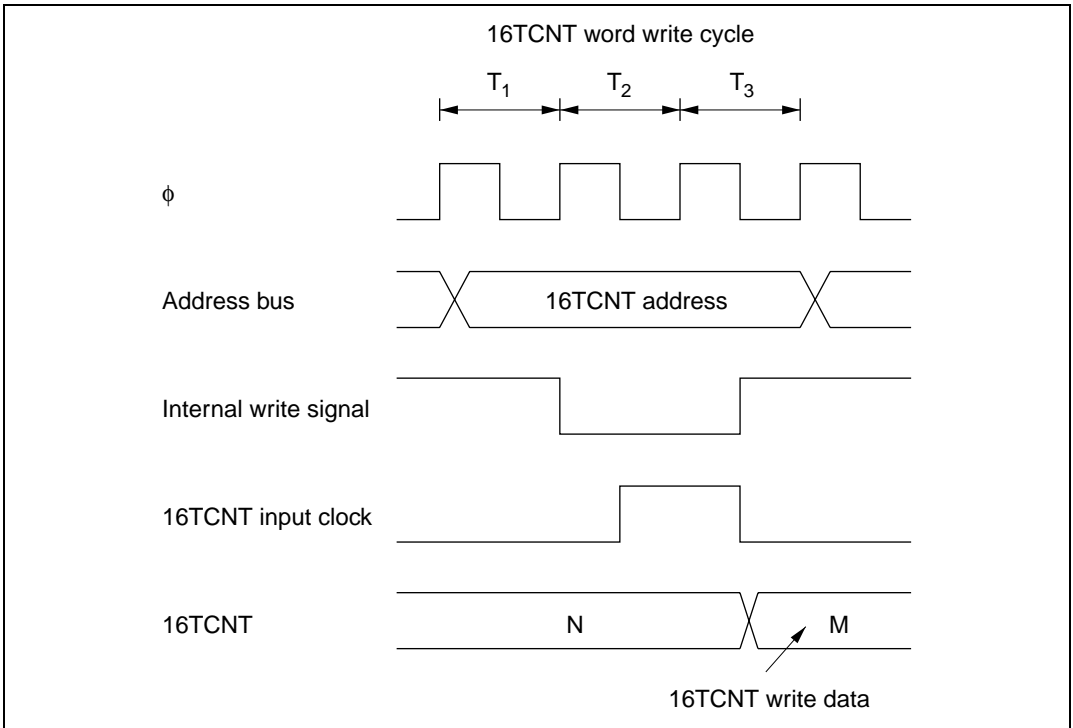 16TCNT word write cycle
T1 T2 T3
φ
Address bus
16TCNT address
Internal write signal
16TCNT input clock
16TCNT
N
M
16TCNT write data